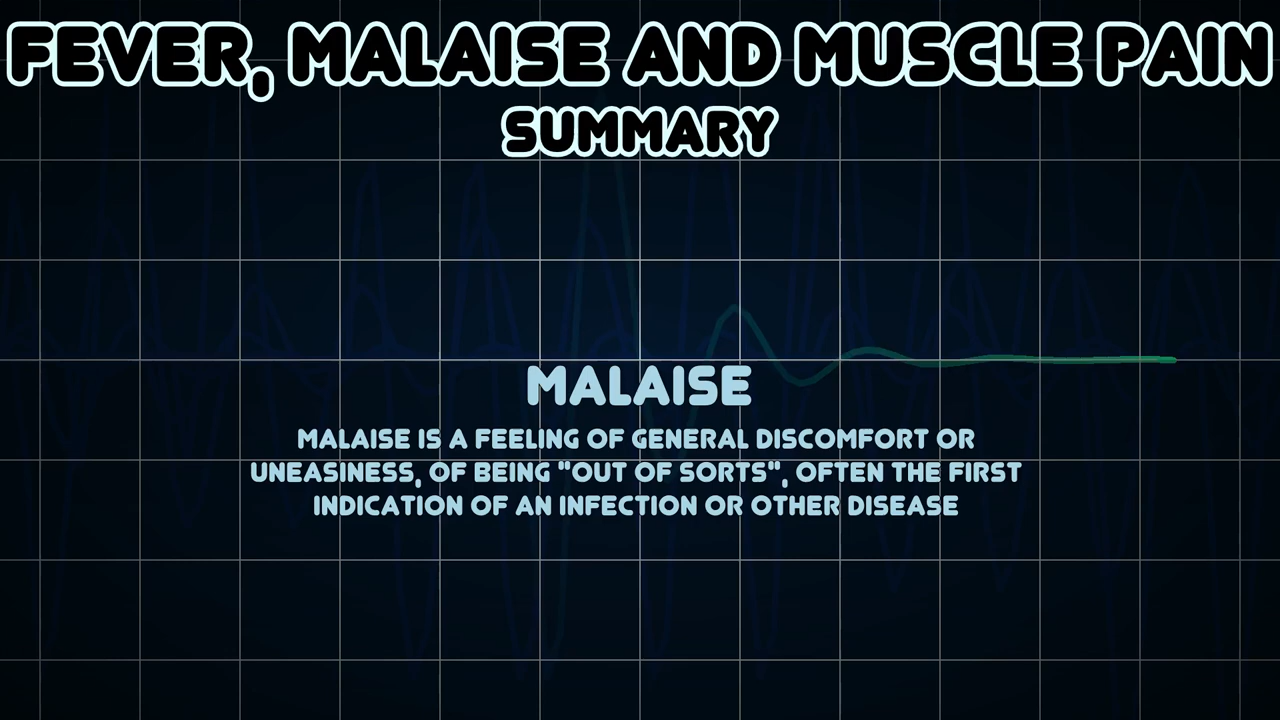 FEVER, MALAISE AND MUSCLE PAIN
SUMMARY
MALAISE
MALAISE IS A FEELING OF GENERAL DISCOMFORT OR
UNEASINESS, OF BEING "OUT OF SORTS", OFTEN THE FIRST
INDICATION OF AN INFECTION OR OTHER DISEASE